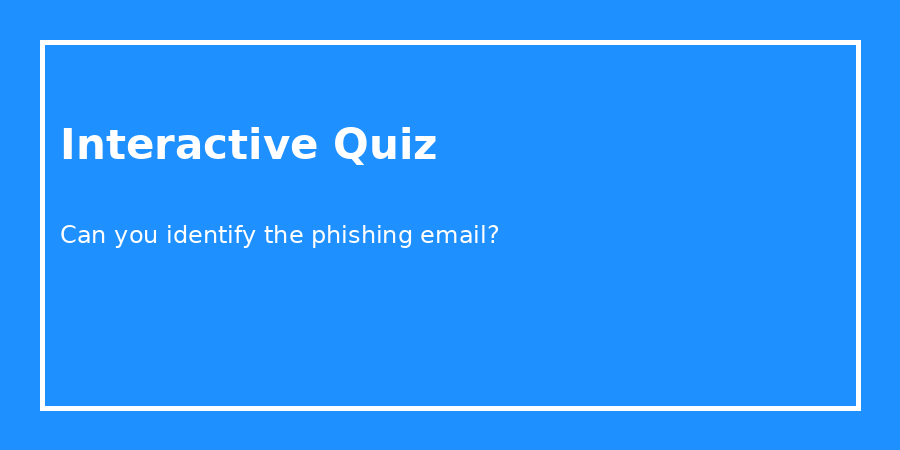 Interactive Quiz
Can you identify the phishing email?